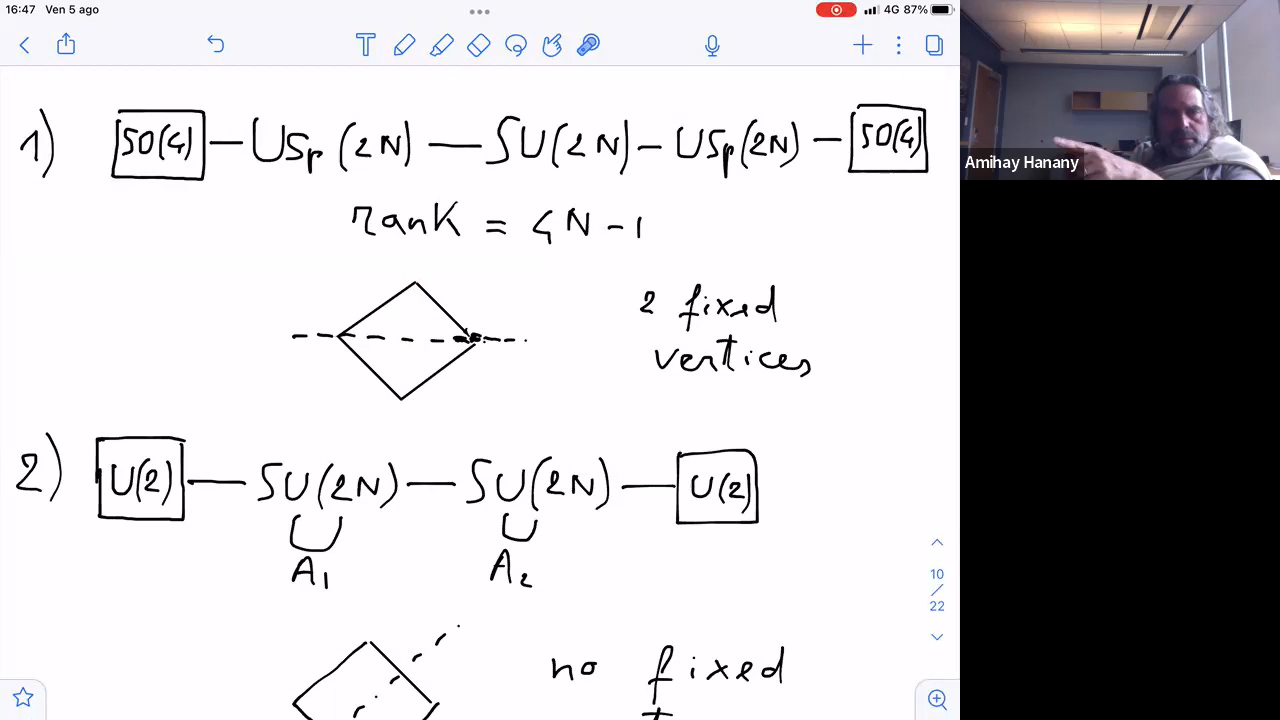 16:47 Ven 5 ago
4G 87%
T
1) SO(4) — USp(2N) — SU(2N) — USp(2N) — SO(4)
Amihay Hanany
rank = 4N-1
2 fixed
vertices
2) U(2) — SU(2N) — SU(2N) — U(2)
A1 A2
10
/
22
no fixed